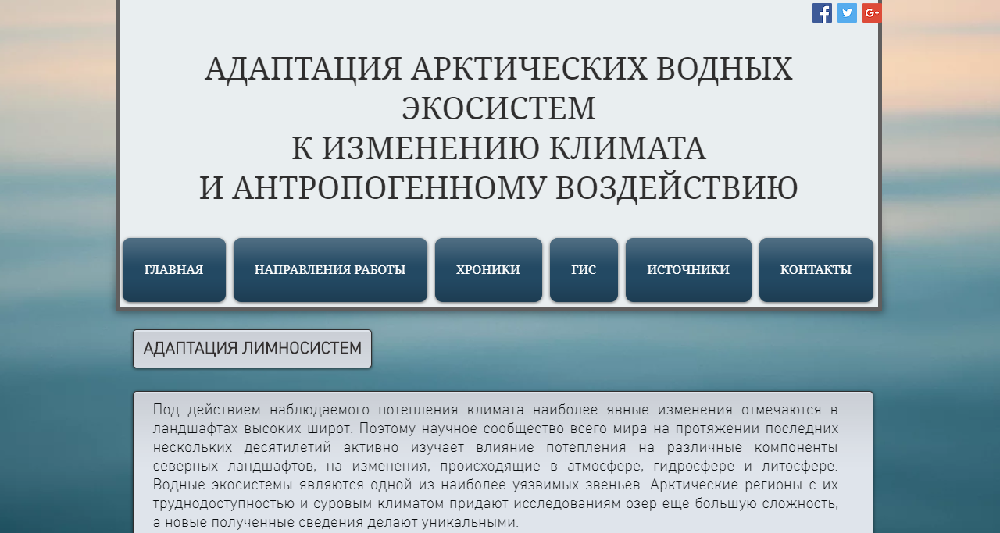 АДАПТАЦИЯ АРКТИЧЕСКИХ ВОДНЫХ
ЭКОСИСТЕМ
К ИЗМЕНЕНИЮ КЛИМАТА
И АНТРОПОГЕННОМУ ВОЗДЕЙСТВИЮ
ГЛАВНАЯ НАПРАВЛЕНИЯ РАБОТЫ ХРОНИКИ ГИС ИСТОЧНИКИ КОНТАКТЫ
АДАПТАЦИЯ ЛИМНОСИСТЕМ
Под действием наблюдаемого потепления климата наиболее явные изменения отмечаются в
ландшафтах высоких широт. Поэтому научное сообщество всего мира на протяжении последних
нескольких десятилетий активно изучает влияние потепления на различные компоненты
северных ландшафтов, на изменения, происходящие в атмосфере, гидросфере и литосфере.
Водные экосистемы являются одной из наиболее уязвимых звеньев. Арктические регионы с их
труднодоступностью и суровым климатом придают исследованиям озер еще большую сложность,
а новые полученные сведения делают уникальными.